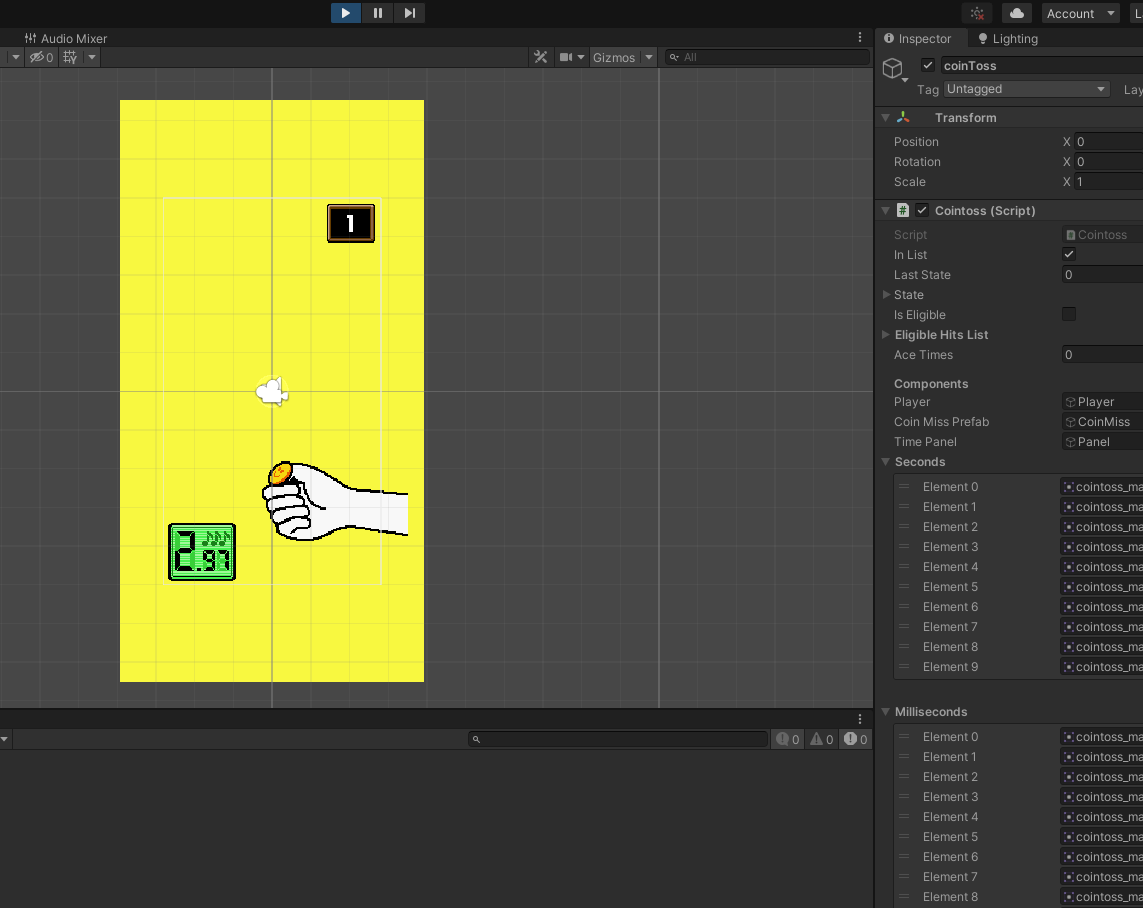 Account
L
Audio Mixer
Inspector
Lighting
0
Gizmos
All
coinToss
Tag
Untagged
Lay
Transform
Position
X 0
Rotation
X 0
Scale
X 1
1
# Cointoss (Script)
Script
Cointoss
In List
Last State
0
State
Is Eligible
Eligible Hits List
Ace Times
0
Components
Player
Player
Coin Miss Prefab
CoinMiss
Time Panel
Panel
Seconds
Element 0
cointoss_ma
Element 1
cointoss_ma
Element 2
cointoss_ma
Element 3
cointoss_ma
2.97
Element 4
cointoss_ma
Element 5
cointoss_ma
Element 6
cointoss_ma
Element 7
cointoss_ma
Element 8
cointoss_ma
Element 9
cointoss_ma
Milliseconds
0 0 0
Element 0
cointoss_ma
Element 1
cointoss_ma
Element 2
cointoss_ma
Element 3
cointoss_ma
Element 4
cointoss_ma
Element 5
cointoss_ma
Element 6
cointoss_ma
Element 7
cointoss_ma
Element 8
cointoss_ma